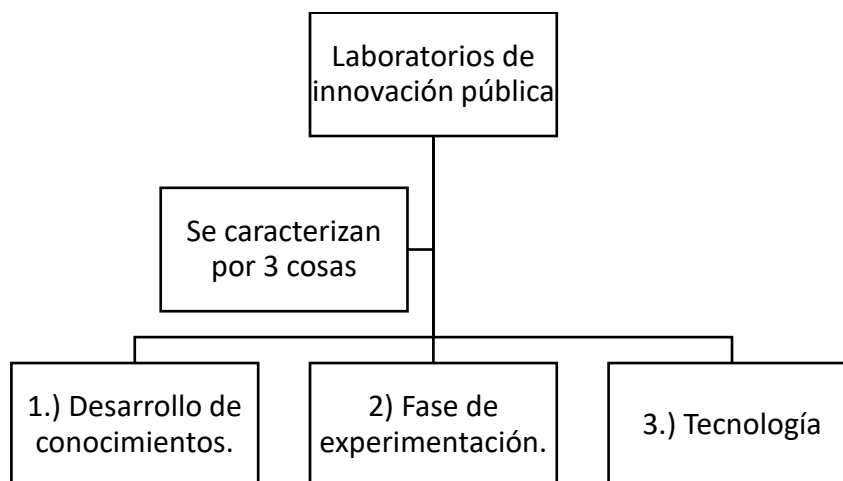 Laboratorios de
innovación pública
Se caracterizan
por 3 cosas
1.) Desarrollo de
conocimientos.
2) Fase de
experimentación.
3.) Tecnología